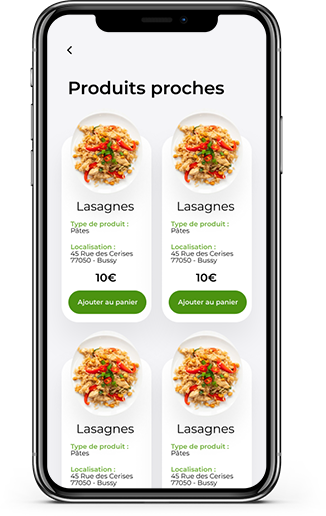 Produits proches
Lasagnes
Type de produit :
Pâtes
Localisation :
45 Rue des Cerises
77050 - Bussy
10€
Ajouter au panier
Lasagnes
Type de produit :
Pâtes
Localisation :
45 Rue des Cerises
77050 - Bussy
10€
Ajouter au panier
Lasagnes
Type de produit :
Pâtes
Localisation :
45 Rue des Cerises
77050 - Bussy
Lasagnes
Type de produit :
Pâtes
Localisation :
45 Rue des Cerises
77050 - Bussy